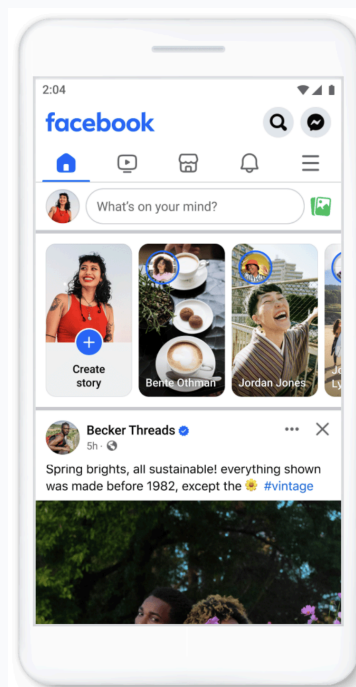 2:04
facebook
What's on your mind?
Create
story
Bente Othman
Jordan Jones
Becker Threads
5h
Spring brights, all sustainable! everything shown
was made before 1982, except the 🌼 #vintage